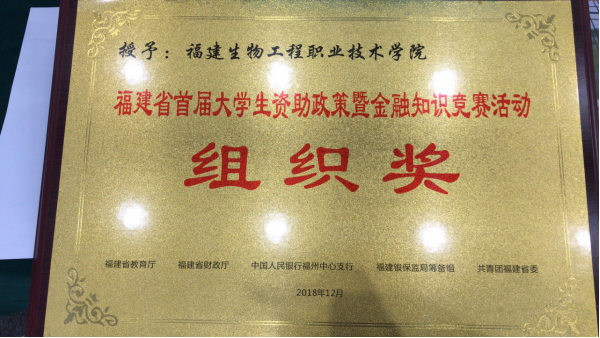 授予：福建生物工程职业技术学院
福建省首届大学生资助政策暨金融知识竞赛活动
组织奖
福建省教育厅 福建省财政厅 中国人民银行福州中心支行 福建银保监局筹备组 共青团福建省委
2018年12月